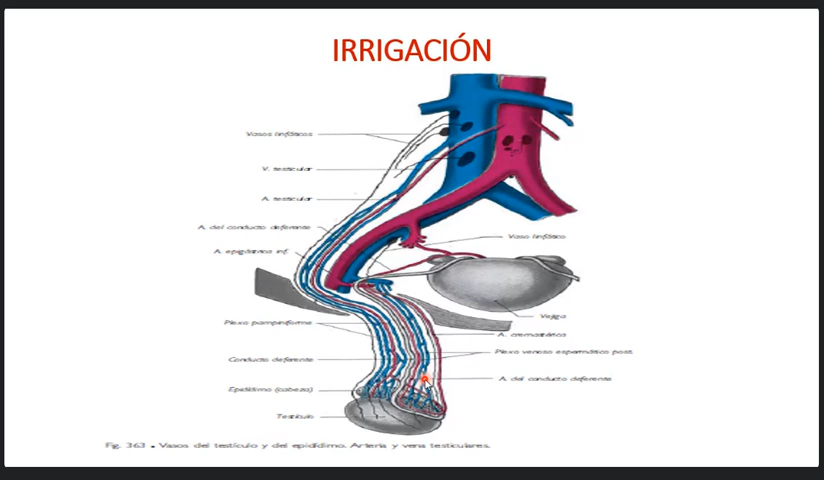 IRRIGACIÓN
Vasos linfáticos
V. testicular
A. testicular
A. del conducto deferente
Vaso linfático
A. epigástrica inf.
Vejiga
Plexo pampiniforme
A. cremastérica
Plexo venoso espermático post.
Conducto deferente
A. del conducto deferente
Epidídimo (cabeza)
Testículo
Fig. 363 . Vasos del testículo y del epidídimo. Arteria y vena testiculares.